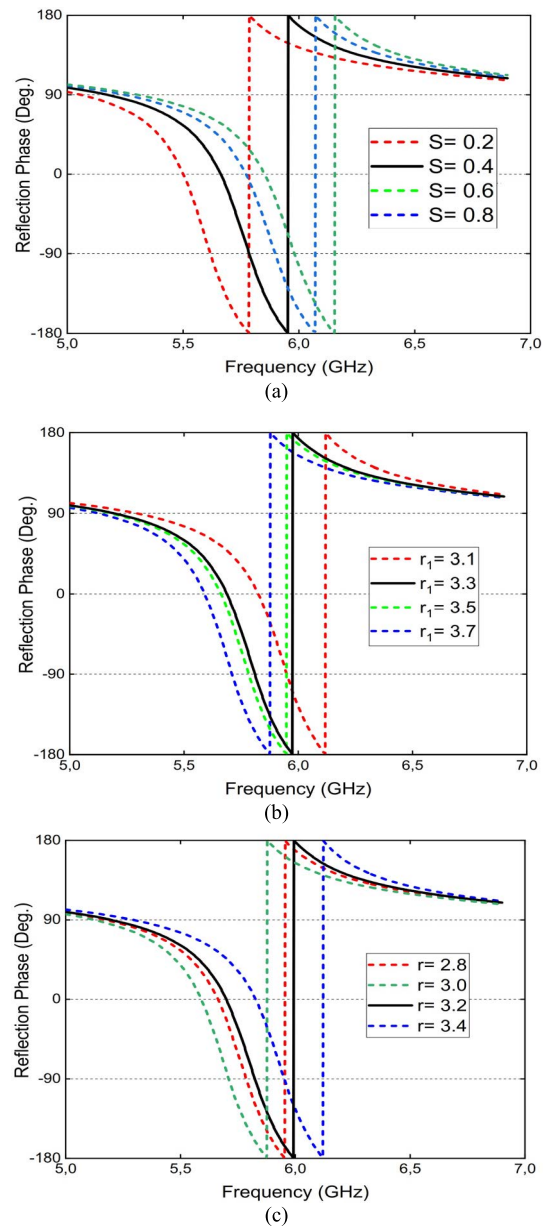 180
90
0
-90
-180
Reflection Phase (Deg.)
S= 0.2
S= 0.4
S= 0.6
S= 0.8
5,0 5,5 6,0 6,5 7,0
Frequency (GHz)
(a)
180
90
0
-90
-180
Reflection Phase (Deg.)
r₁= 3.1
r₁= 3.3
r₁= 3.5
r₁= 3.7
5,0 5,5 6,0 6,5 7,0
Frequency (GHz)
(b)
180
90
0
-90
-180
Reflection Phase (Deg.)
r= 2.8
r= 3.0
r= 3.2
r= 3.4
5,0 5,5 6,0 6,5 7,0
Frequency (GHz)
(c)